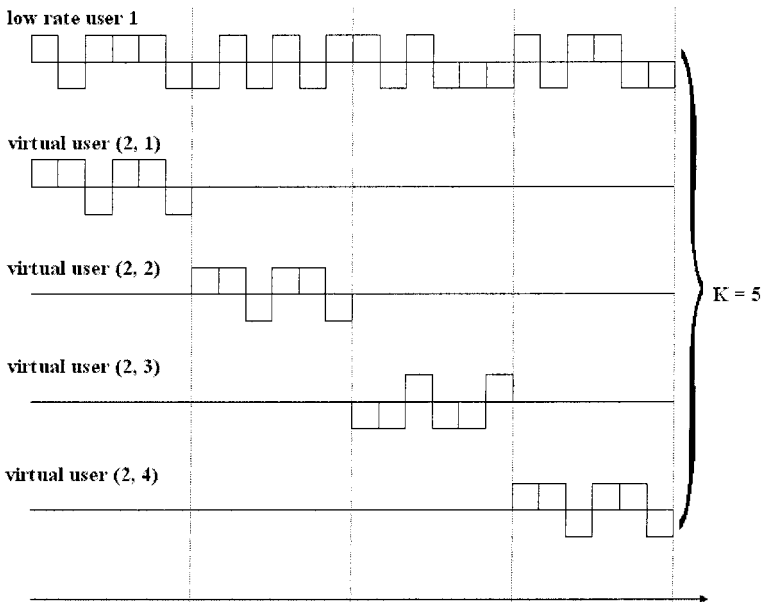 low rate user 1
virtual user (2, 1)
virtual user (2, 2)
K = 5
virtual user (2, 3)
virtual user (2, 4)